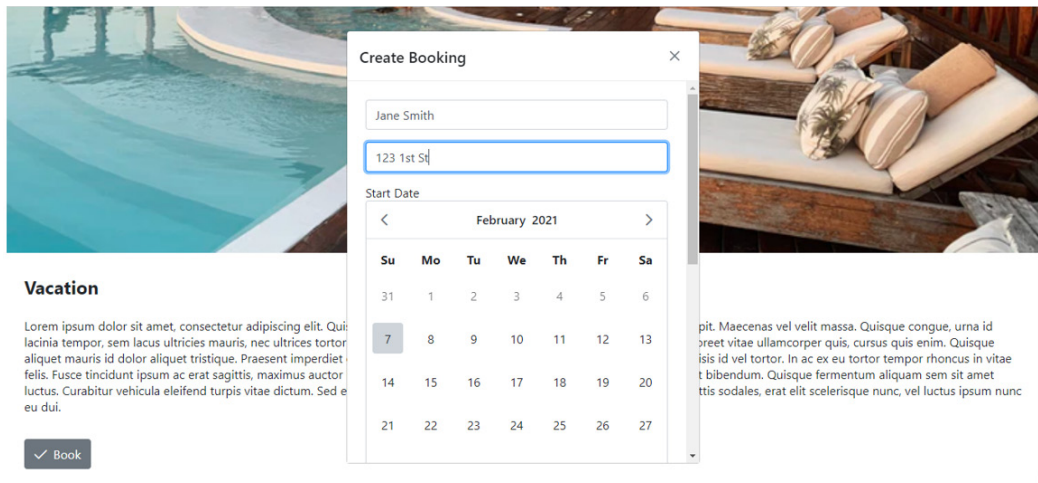 Create Booking
Jane Smith
123 1st St
Start Date
February 2021
Su Mo Tu We Th Fr Sa
31 1 2 3 4 5 6
7 8 9 10 11 12 13
14 15 16 17 18 19 20
21 22 23 24 25 26 27
Vacation
Lorem ipsum dolor sit amet, consectetur adipiscing elit. pit. Maecenas vel velit massa. Quisque congue, urna id
lacinia tempor, sem lacus ultricies mauris, nec ultrices tortor oreet vitae ullamcorper quis, cursus quis enim. Quisque
aliquet mauris id dolor aliquet tristique. Praesent imperdiet isis id vel tortor. In ac ex eu tortor tempor rhoncus in vitae
felis. Fusce tincidunt ipsum ac erat sagittis, maximus auctor t bibendum. Quisque fermentum aliquam sem sit amet
luctus. Curabitur vehicula eleifend turpis vitae dictum. Sed e ttis sodales, erat elit scelerisque nunc, vel luctus ipsum nunc
eu dui.
Book